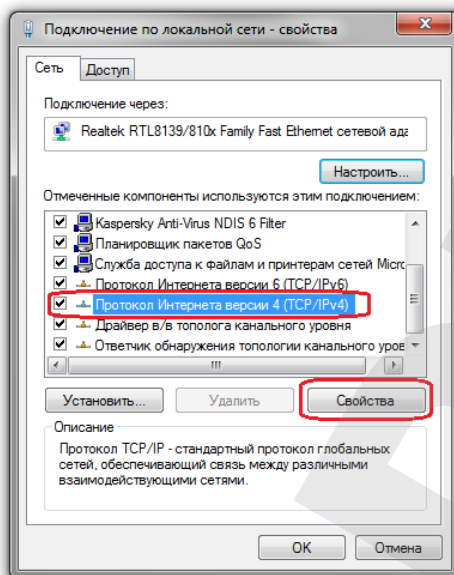 Подключение по локальной сети - свойства
Сеть
Доступ
Подключение через:
Realtek RTL8139/810x Family Fast Ethernet сетевой ада
Настроить...
Отмеченные компоненты используются этим подключением:
Kaspersky Anti-Virus NDIS 6 Filter
Планировщик пакетов QoS
Служба доступа к файлам и принтерам сетей Micro
Протокол Интернета версии 6 (TCP/IPv6)
Протокол Интернета версии 4 (TCP/IPv4)
Драйвер в/в тополога канального уровня
Ответчик обнаружения топологии канального уров
Установить...
Удалить
Свойства
Описание
Протокол TCP/IP - стандартный протокол глобальных
сетей, обеспечивающий связь между различными
взаимодействующими сетями.
OK
Отмена